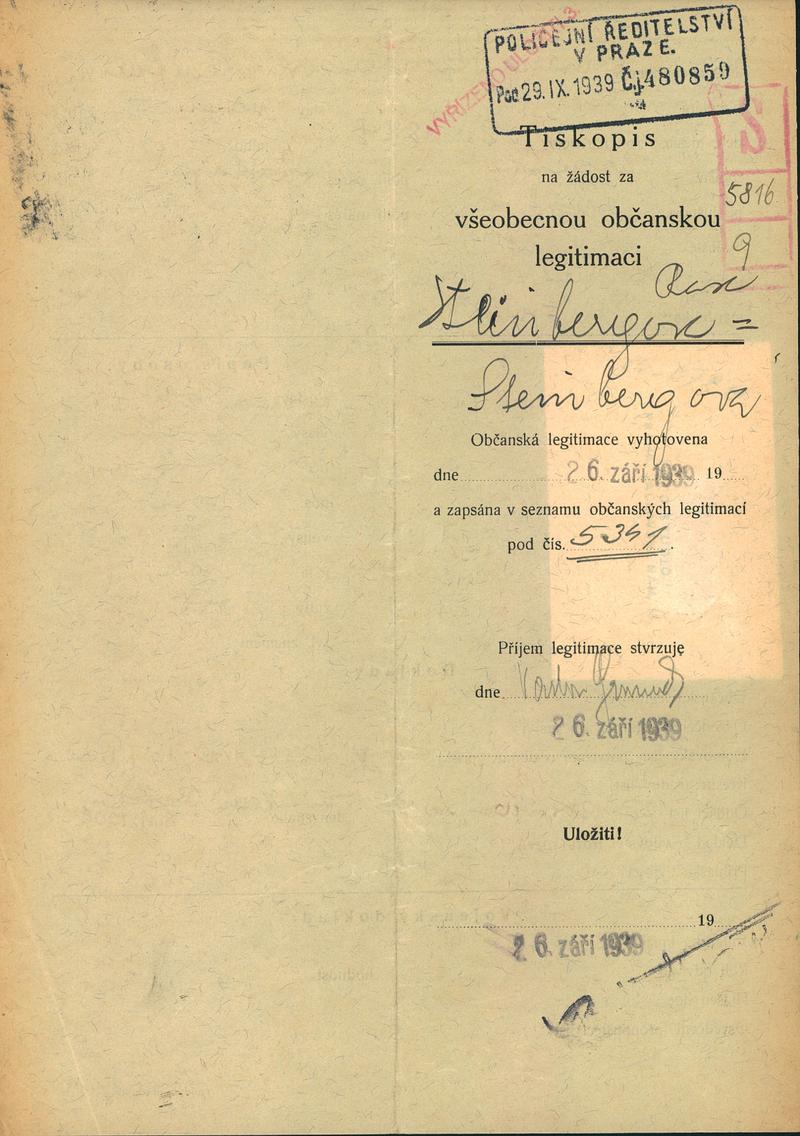 POLICEJNÍ ŘEDITELSTVÍ
V PRAZE.
29.IX.1939 Čj.480859
Tiskopis
na žádost za
5816
všeobecnou občanskou
legitimaci
9
Steinbergová
Občanská legitimace vyhotovena
dne 26. září 1939 19
a zapsána v seznamu občanských legitimací
pod čís. 5341
Příjem legitimace stvrzuje
dne
26. září 1939
Uložiti!
19
26. září 1939